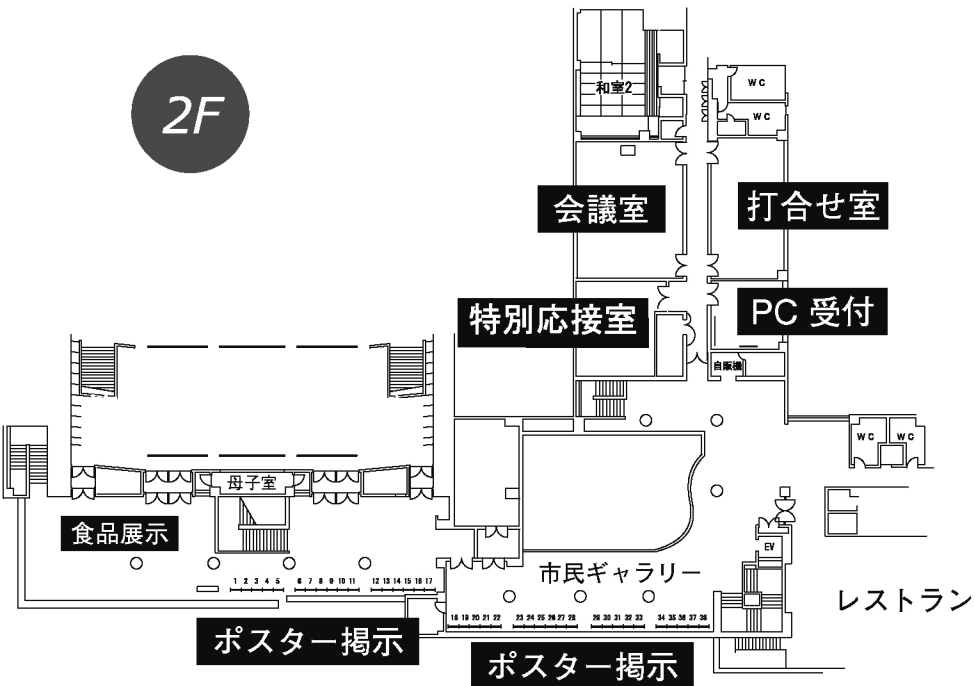 2F
和室2
WC
WC
会議室
打合せ室
特別応接室
PC 受付
自販機
WC
WC
母子室
食品展示
EV
市民ギャラリー
1 2 3 4 5 6 7 8 9 10 11 12 13 14 15 16 17
レストラン
18 19 20 21 22 23 24 25 26 27 28 29 30 31 32 33 34 35 36 37 38
ポスター掲示
ポスター掲示